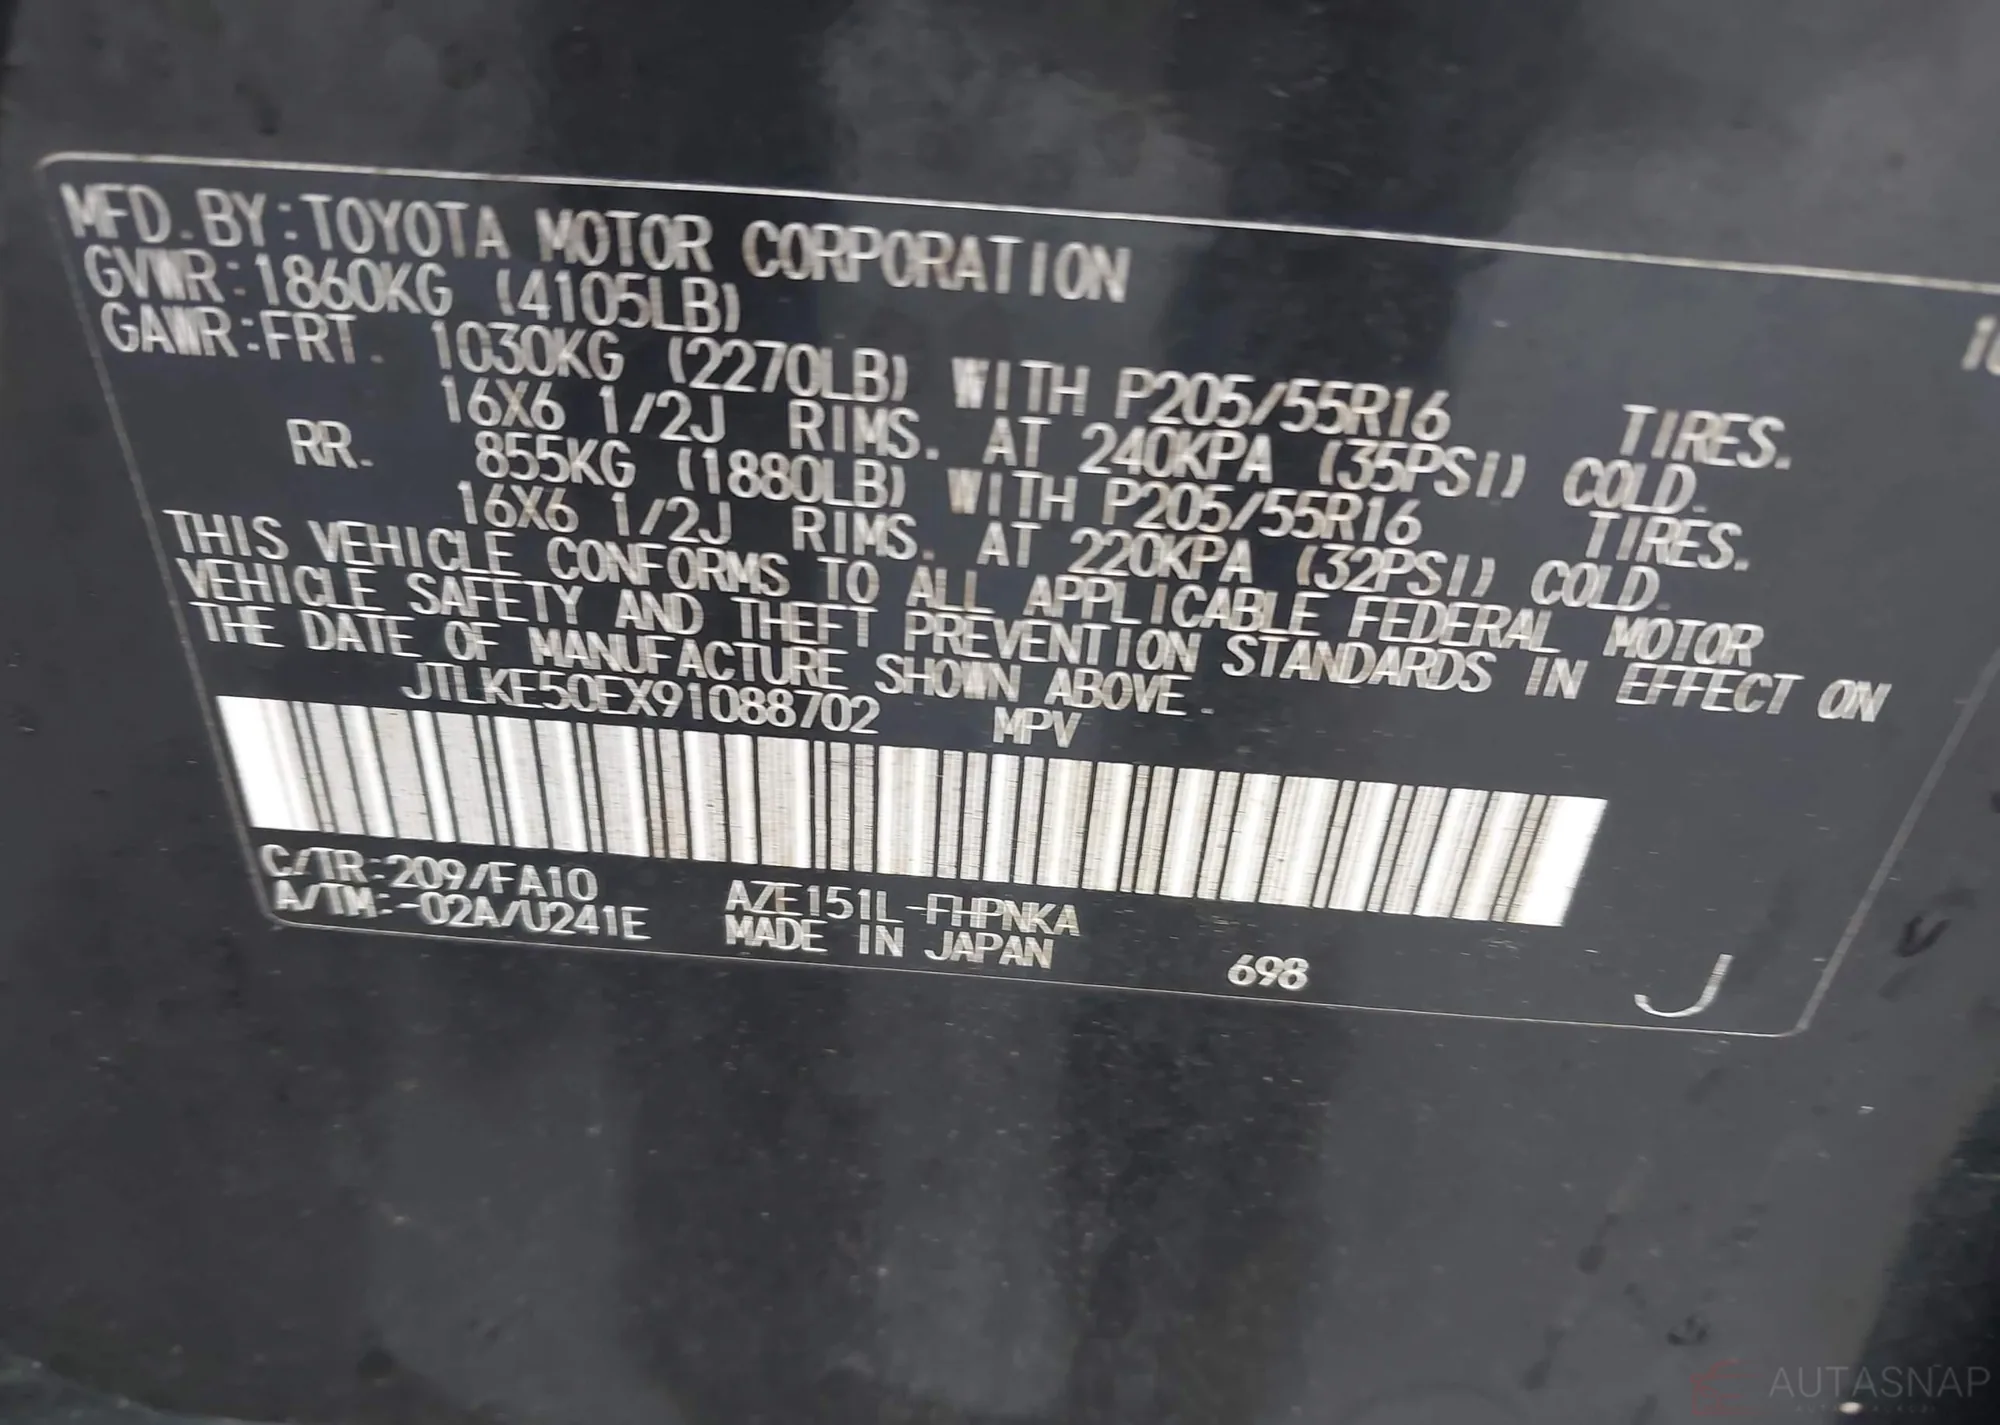 MFD.BY:TOYOTA MOTOR CORPORATION
10
GVWR:1860KG (4105LB)
GAWR:FRT. 1030KG (2270LB) WITH P205/55R16 TIRES.
16X6 1/2J RIMS. AT 240KPA (35PSI) COLD.
RR. 855KG (1880LB) WITH P205/55R16 TIRES.
16X6 1/2J RIMS. AT 220KPA (32PSI) COLD.
THIS VEHICLE CONFORMS TO ALL APPLICABLE FEDERAL MOTOR
VEHICLE SAFETY AND THEFT PREVENTION STANDARDS IN EFFECT ON
THE DATE OF MANUFACTURE SHOWN ABOVE.
JTLKE50EX91088702 MPV
C/TR:209/FA10 AZE151L-FHPNKA
A/TM:-02A/U241E MADE IN JAPAN 698 J
AUTASNAP